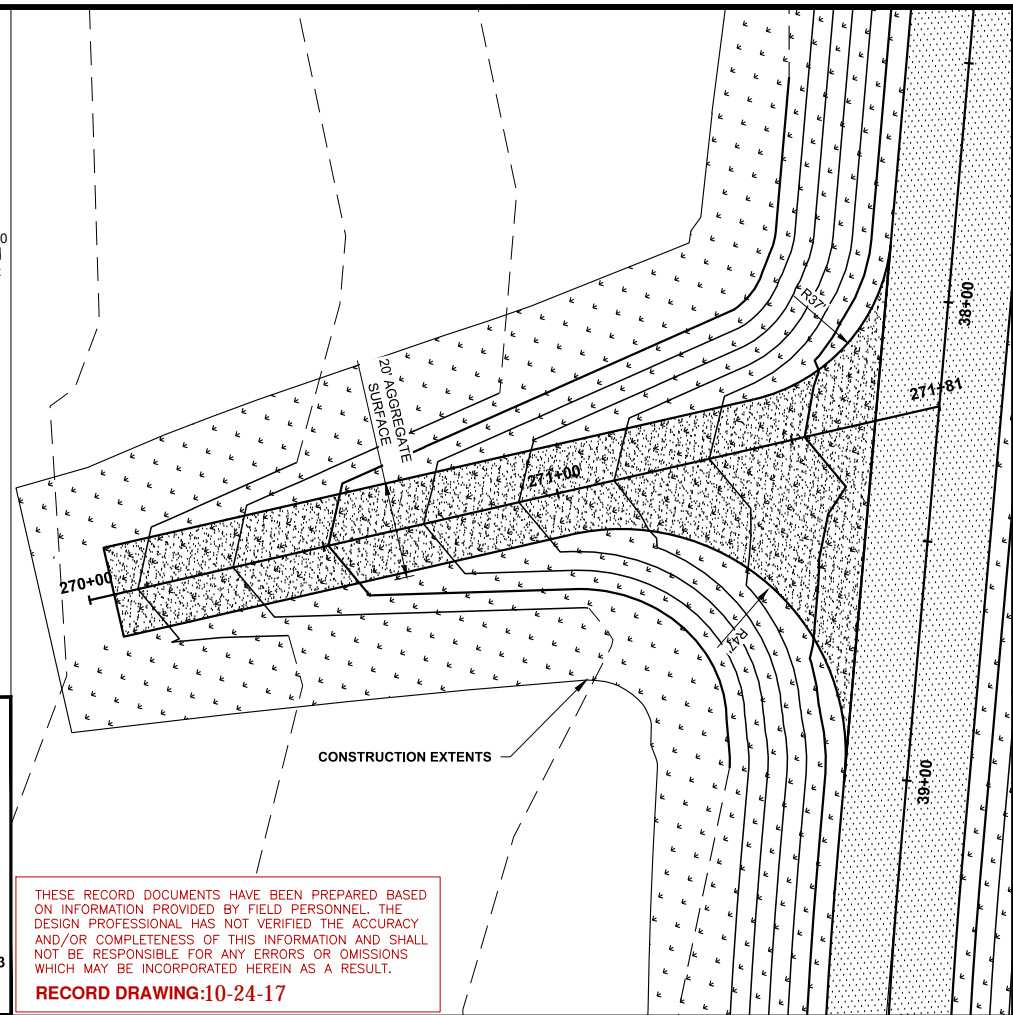 0
38+00
R37'
271+81
20' AGGREGATE
SURFACE
271+00
270+00
R47'
CONSTRUCTION EXTENTS
39+00
THESE RECORD DOCUMENTS HAVE BEEN PREPARED BASED
ON INFORMATION PROVIDED BY FIELD PERSONNEL. THE
DESIGN PROFESSIONAL HAS NOT VERIFIED THE ACCURACY
AND/OR COMPLETENESS OF THIS INFORMATION AND SHALL
NOT BE RESPONSIBLE FOR ANY ERRORS OR OMISSIONS
WHICH MAY BE INCORPORATED HEREIN AS A RESULT.
3
RECORD DRAWING:10-24-17